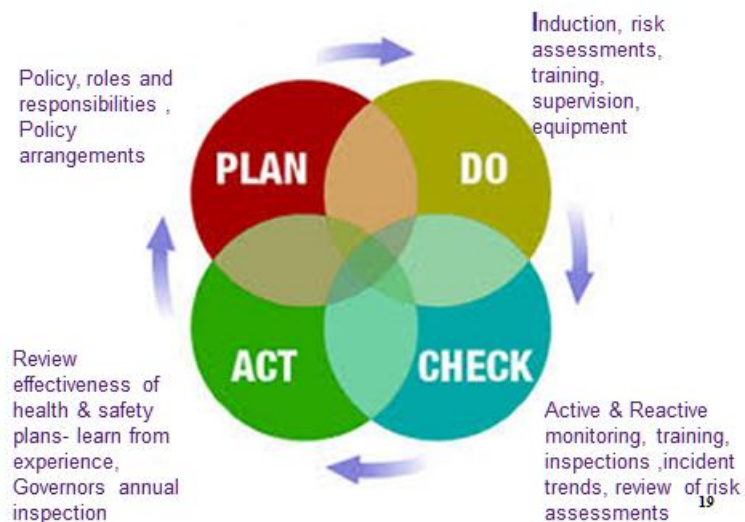 Policy, roles and
responsibilities ,
Policy
arrangements
Induction, risk
assessments,
training,
supervision,
equipment
PLAN
DO
ACT
CHECK
Review
effectiveness of
health & safety
plans- learn from
experience,
Governors annual
inspection
Active & Reactive
monitoring, training,
inspections ,incident
trends, review of risk
assessments
19